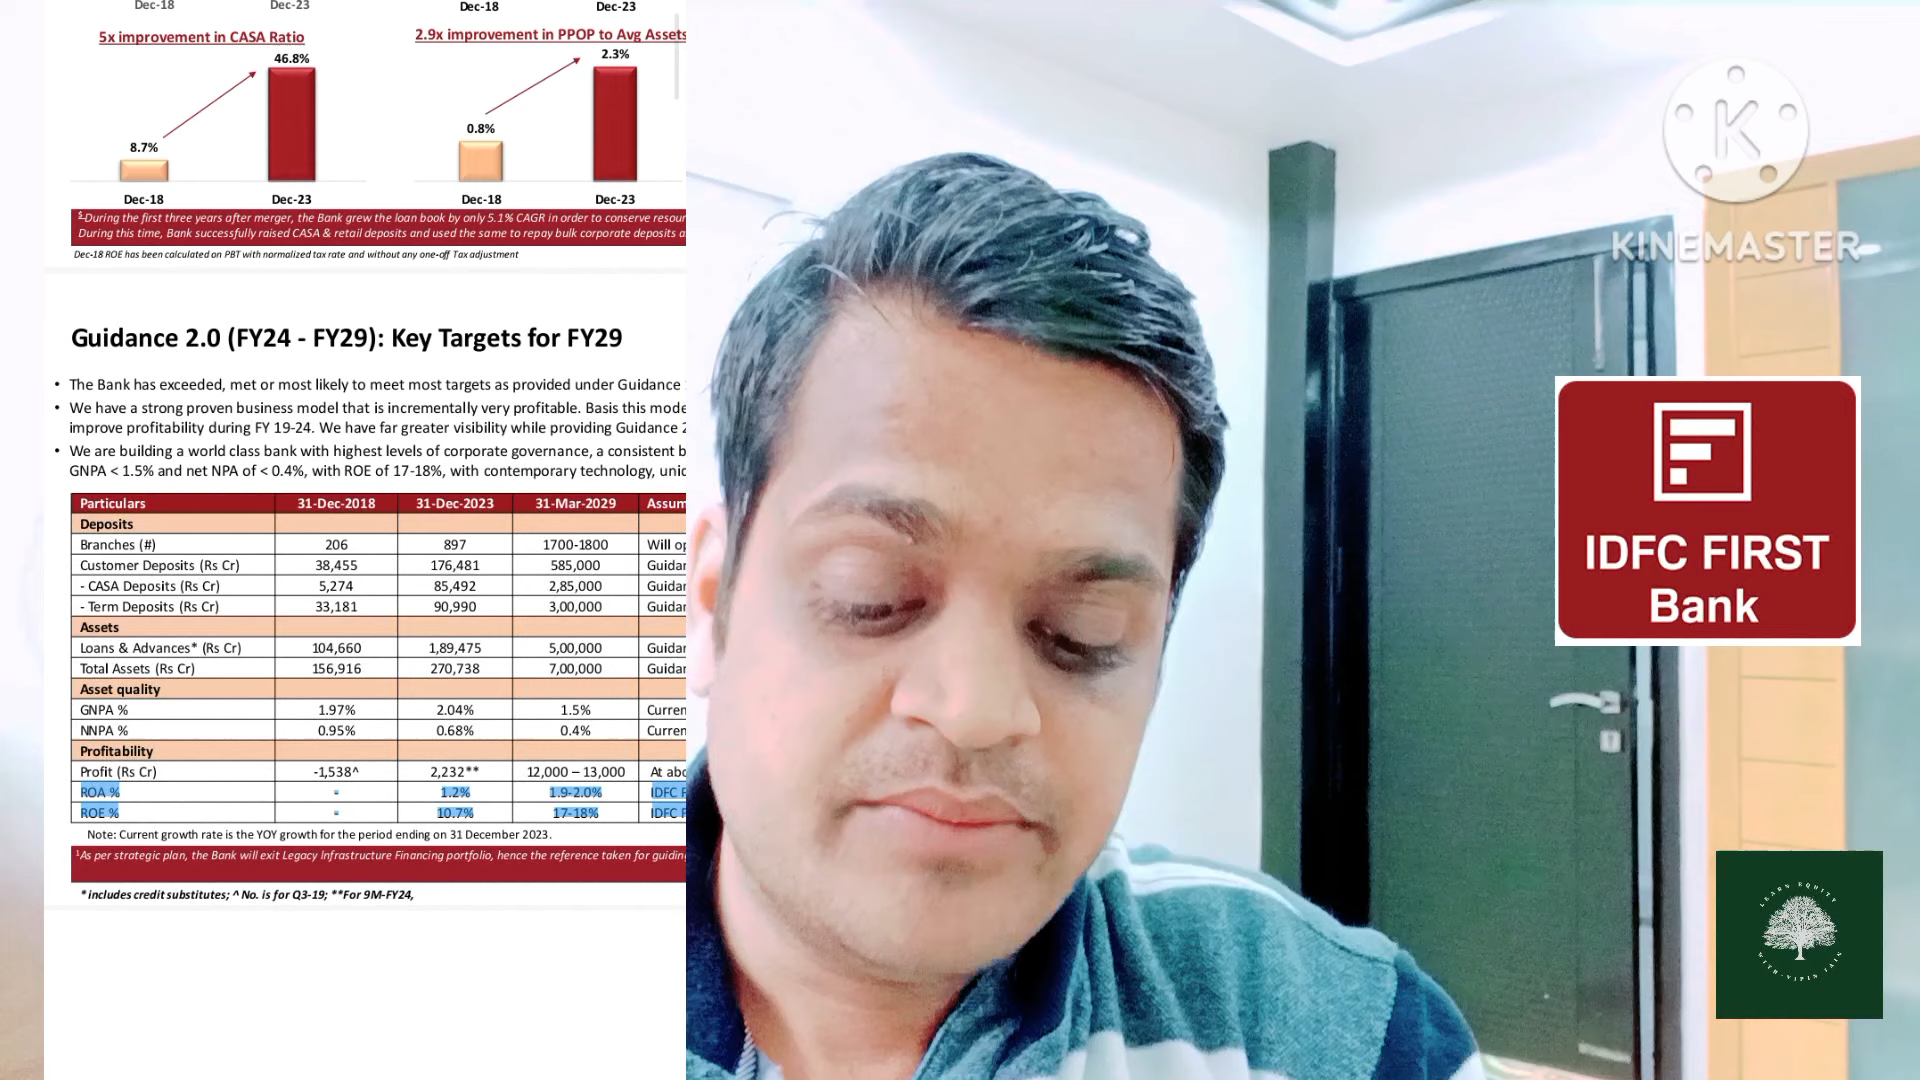 Dec-18 Dec-23 Dec-18 Dec-23
5x improvement in CASA Ratio
2.9x improvement in PPOP to Avg Assets
46.8%
2.3%
8.7%
0.8%
Dec-18 Dec-23 Dec-18 Dec-23
$ During the first three years after merger, the Bank grew the loan book by only 5.1% CAGR in order to conserve
During this time, Bank successfully raised CASA & retail deposits and used the same to repay bulk corporate deposits
Dec-18 ROE has been calculated on PBT with normalized tax rate and without any one-off Tax adjustment
Guidance 2.0 (FY24 - FY29): Key Targets for FY29
• The Bank has exceeded, met or most likely to meet most targets as provided under Guidance
• We have a strong proven business model that is incrementally very profitable. Basis this
improve profitability during FY 19-24. We have far greater visibility while providing Guidance
• We are building a world class bank with highest levels of corporate governance, a consistent
GNPA < 1.5% and net NPA of < 0.4%, with ROE of 17-18%, with contemporary technology,
Particulars 31-Dec-2018 31-Dec-2023 31-Mar-2029 Assum
Deposits
Branches (#) 206 897 1700-1800 Will
Customer Deposits (Rs Cr) 38,455 176,481 585,000 Guidan
- CASA Deposits (Rs Cr) 5,274 85,492 2,85,000 Guidan
- Term Deposits (Rs Cr) 33,181 90,990 3,00,000 Guidan
Assets
Loans & Advances* (Rs Cr) 104,660 1,89,475 5,00,000 Guidan
Total Assets (Rs Cr) 156,916 270,738 7,00,000 Guidan
Asset quality
GNPA % 1.97% 2.04% 1.5% Curren
NNPA % 0.95% 0.68% 0.4% Curren
Profitability
Profit (Rs Cr) -1,538^ 2,232** 12,000 – 13,000 At
ROA % - 1.2% 1.9-2.0% IDFC
ROE % - 10.7% 17-18% IDFC
Note: Current growth rate is the YOY growth for the period ending on 31 December 2023.
1 As per strategic plan, the Bank will exit Legacy Infrastructure Financing portfolio, hence the reference taken for
* includes credit substitutes; ^ No. is for Q3-19; **For 9M-FY24,
K
KINEMASTER
IDFC FIRST
Bank
LEARN EQUITY
WITH-VIPIN